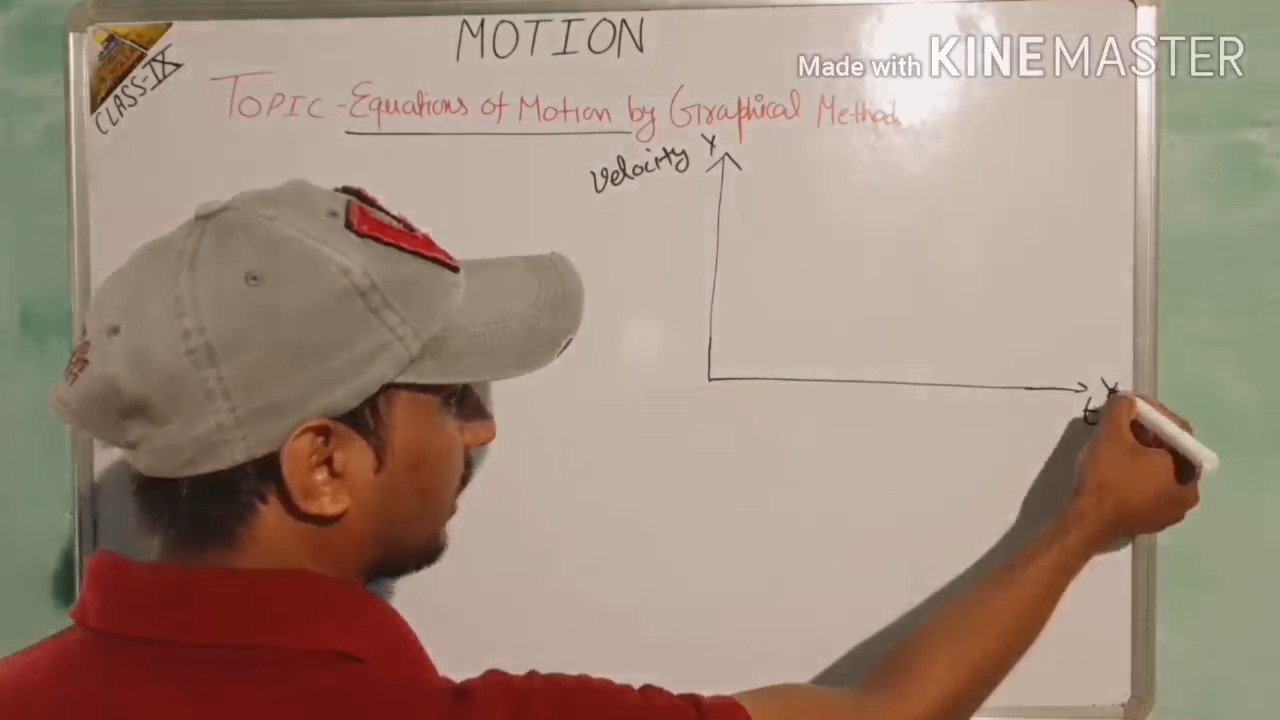 MOTION
Made with KINEMASTER
CLASS-IX
TOPIC - Equations of Motion by Graphical Method
Velocity Y
X
t